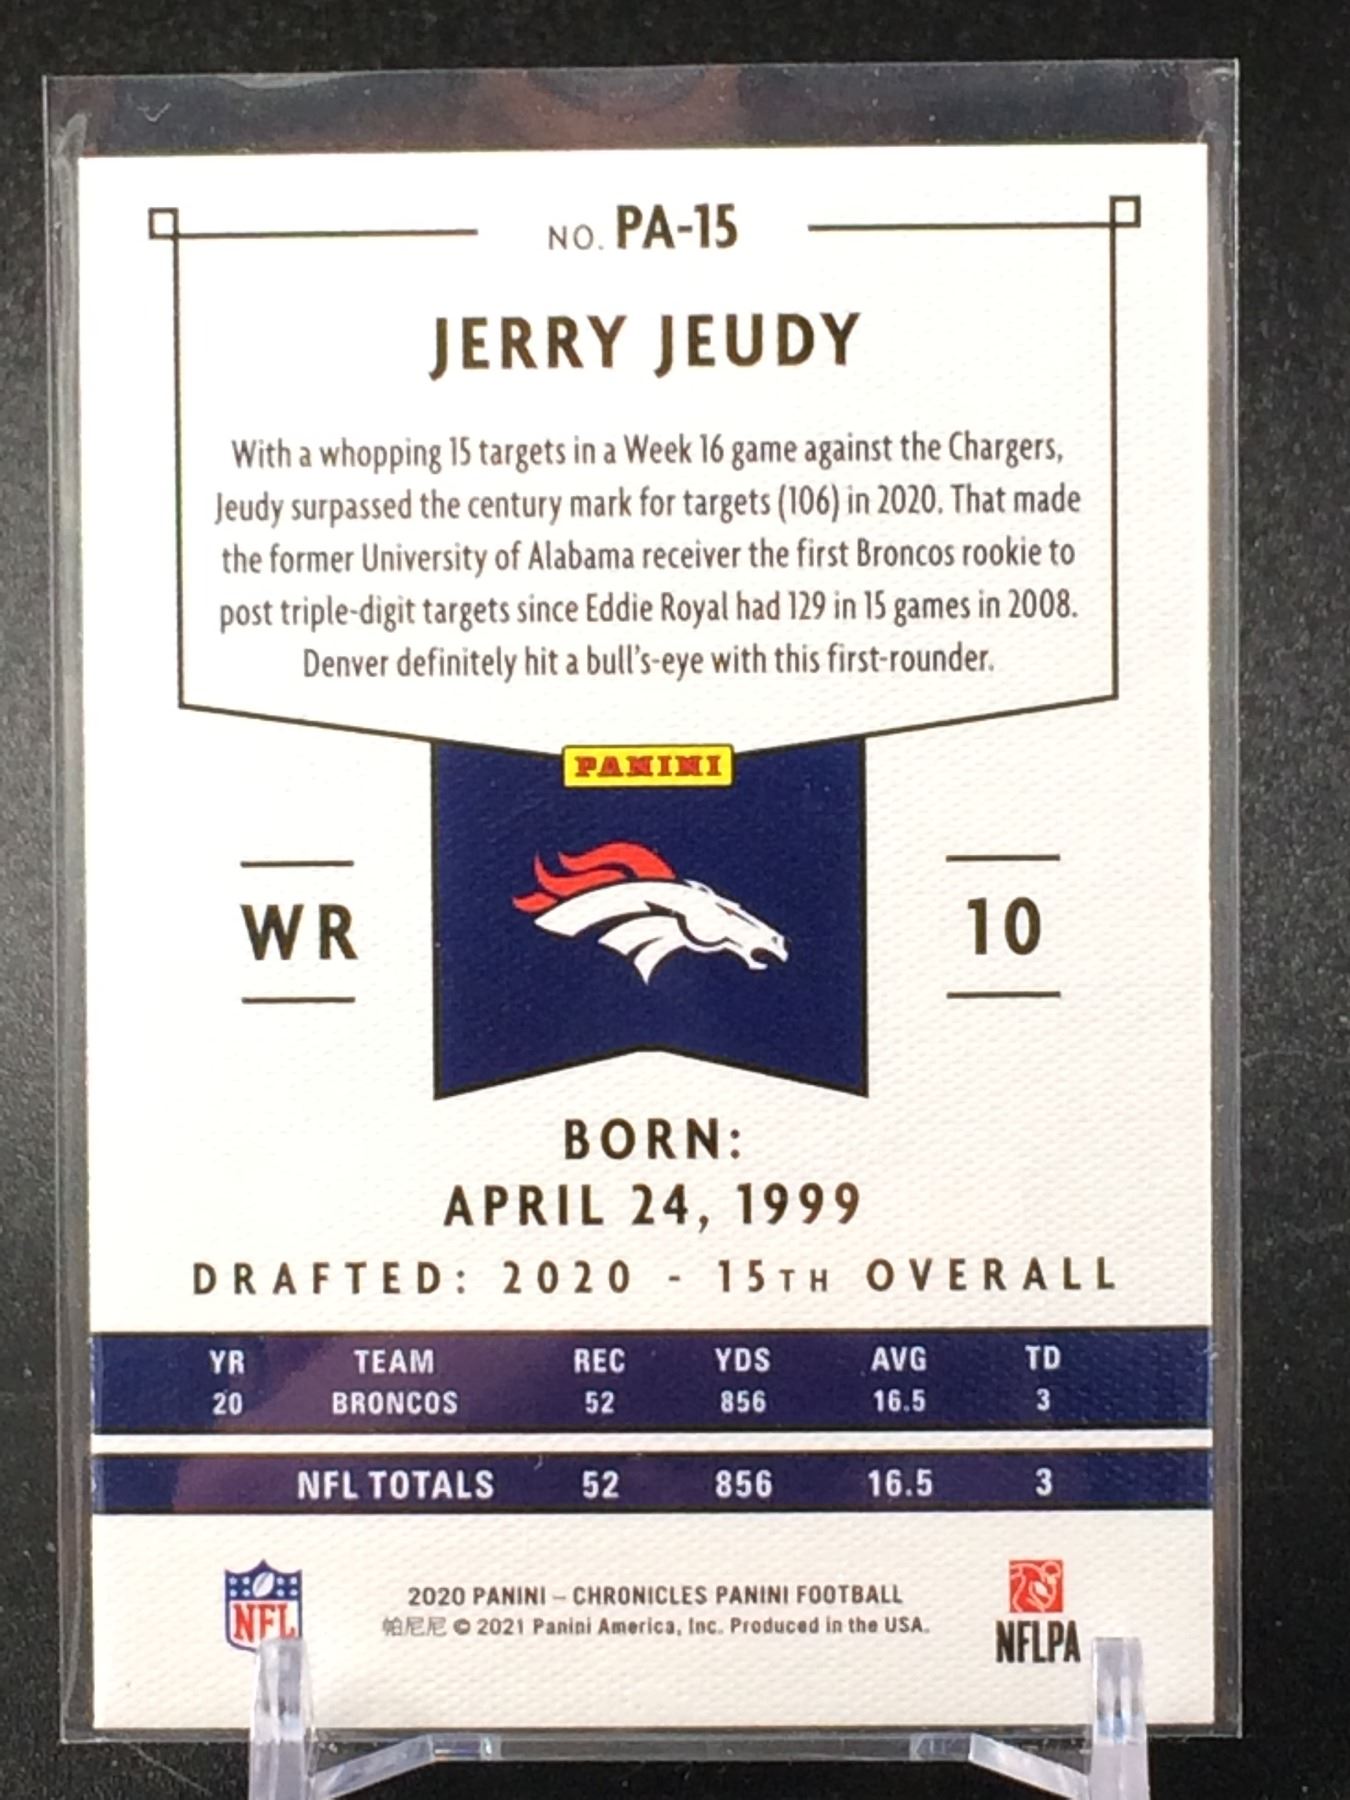 NO. PA-15
JERRY JEUDY
With a whopping 15 targets in a Week 16 game against the Chargers,
Jeudy surpassed the century mark for targets (106) in 2020. That made
the former University of Alabama receiver the first Broncos rookie to
post triple-digit targets since Eddie Royal had 129 in 15 games in 2008.
Denver definitely hit a bull's-eye with this first-rounder.
PANINI
WR
10
BORN:
APRIL 24, 1999
DRAFTED: 2020 - 15TH OVERALL
YR TEAM REC YDS AVG TD
20 BRONCOS 52 856 16.5 3
NFL TOTALS 52 856 16.5 3
NFL
2020 PANINI – CHRONICLES PANINI FOOTBALL
帕尼尼 © 2021 Panini America, Inc. Produced in the USA.
NFLPA